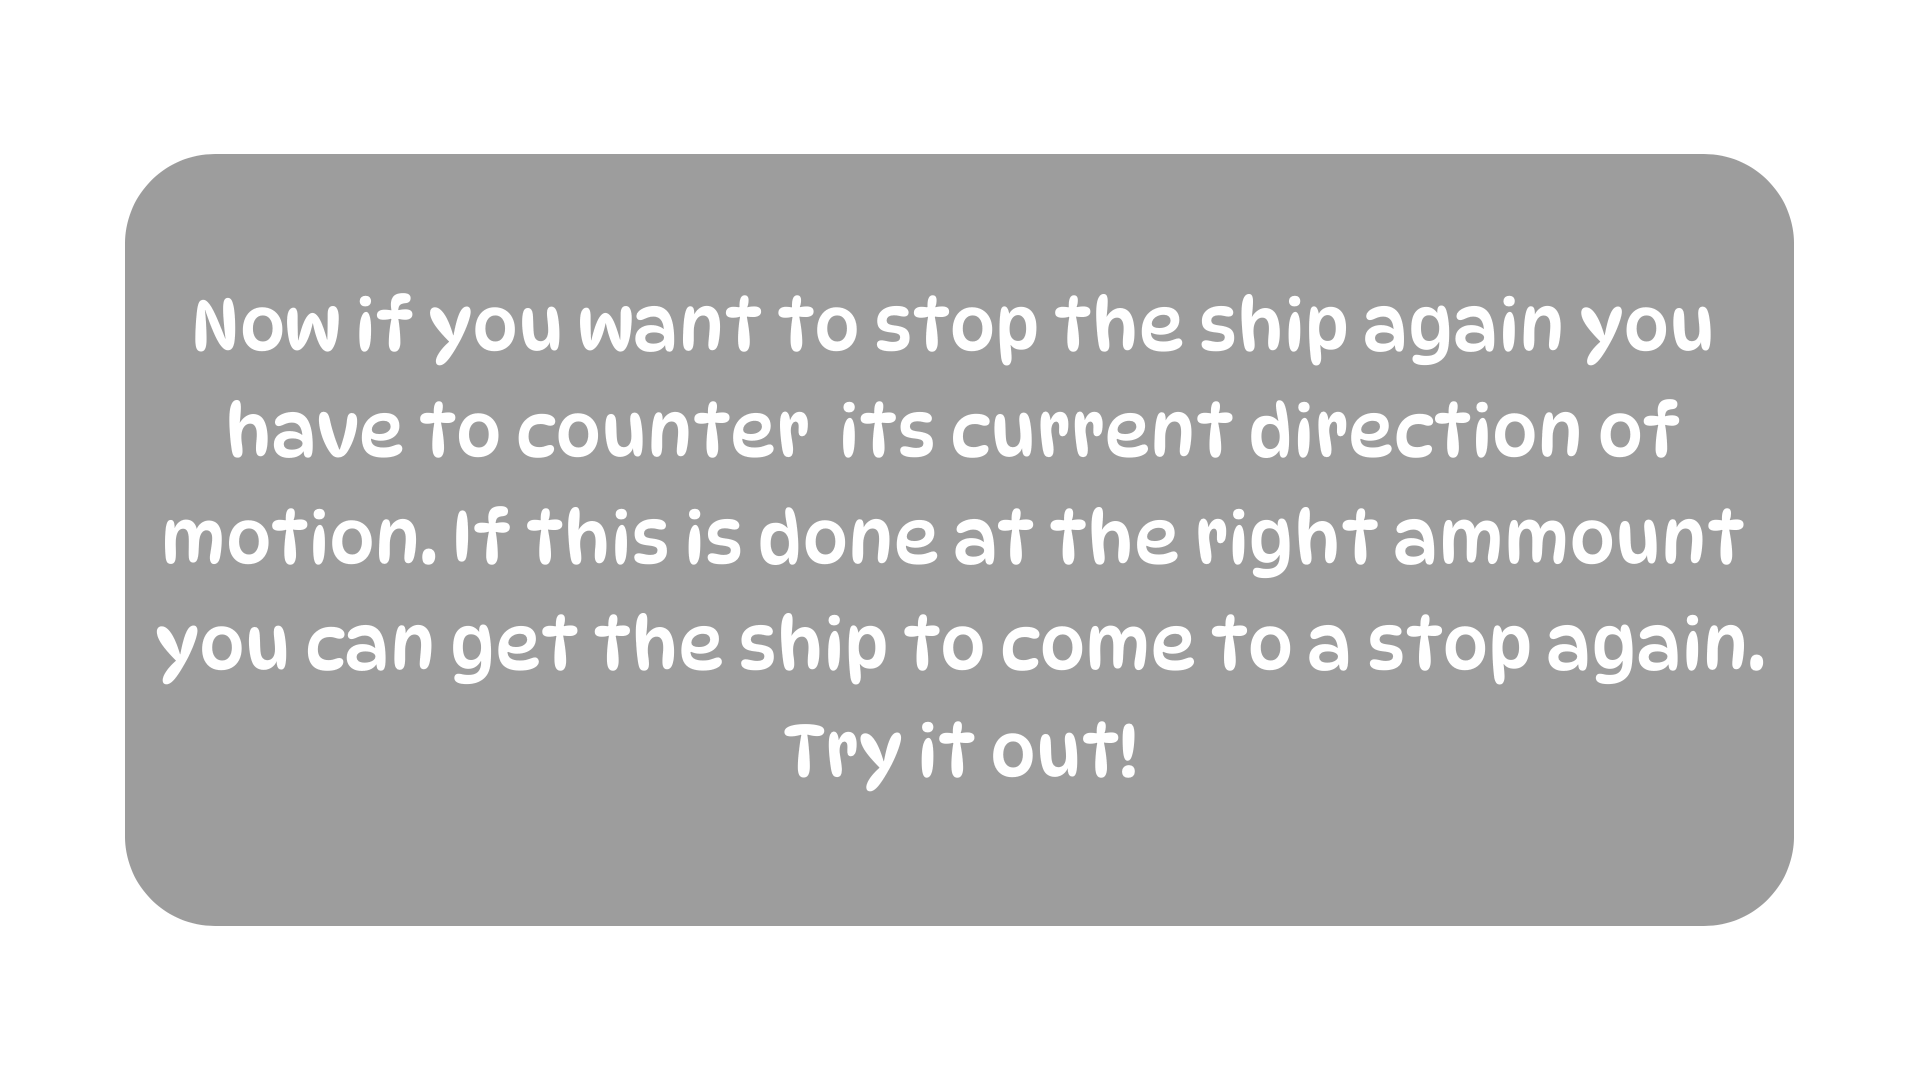 Now if you want to stop the ship again you
have to counter  its current direction of
motion. If this is done at the right ammount
you can get the ship to come to a stop again.
Try it out!